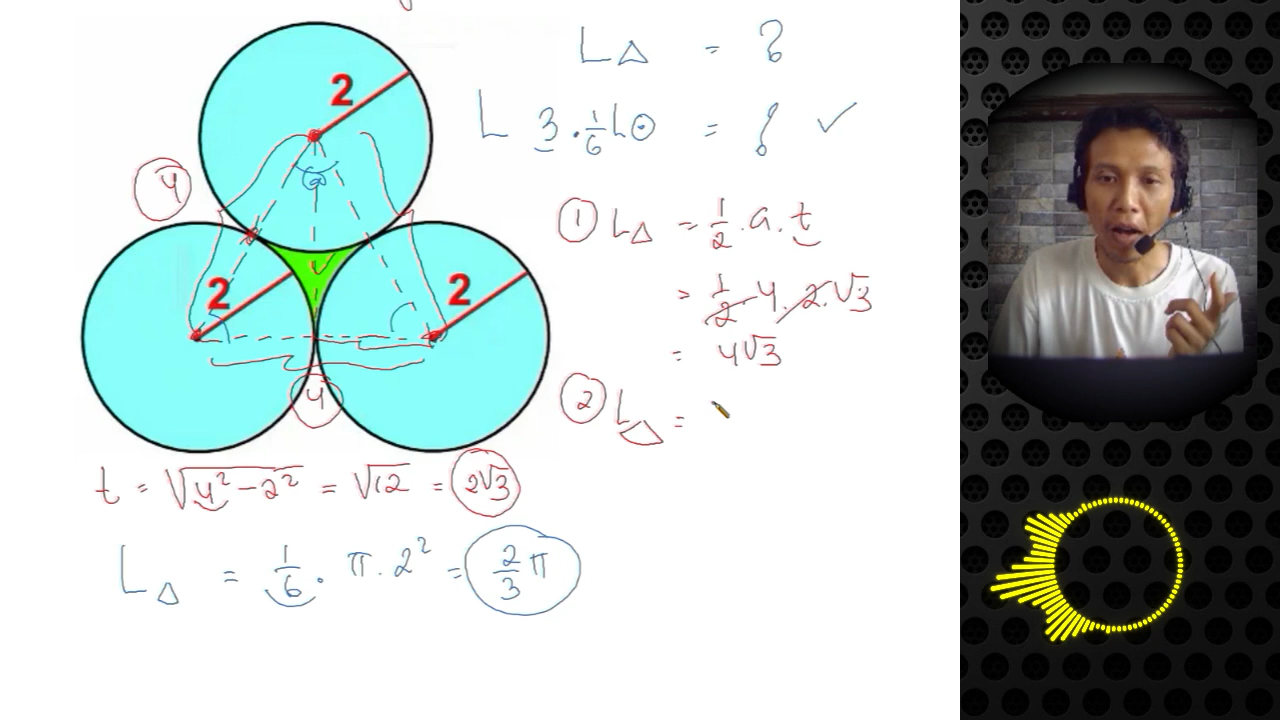 L△ = ?
L 3 · 1/6 L⊙ = ? ✓
2
4
① L△ = 1/2 . a . t
= 1/2 . 4 . 2 . √3
= 4√3
2
2
4
② L =
t = √4² - 2² = √12 = 2√3
L = 1/6 . π . 2² = 2/3 π